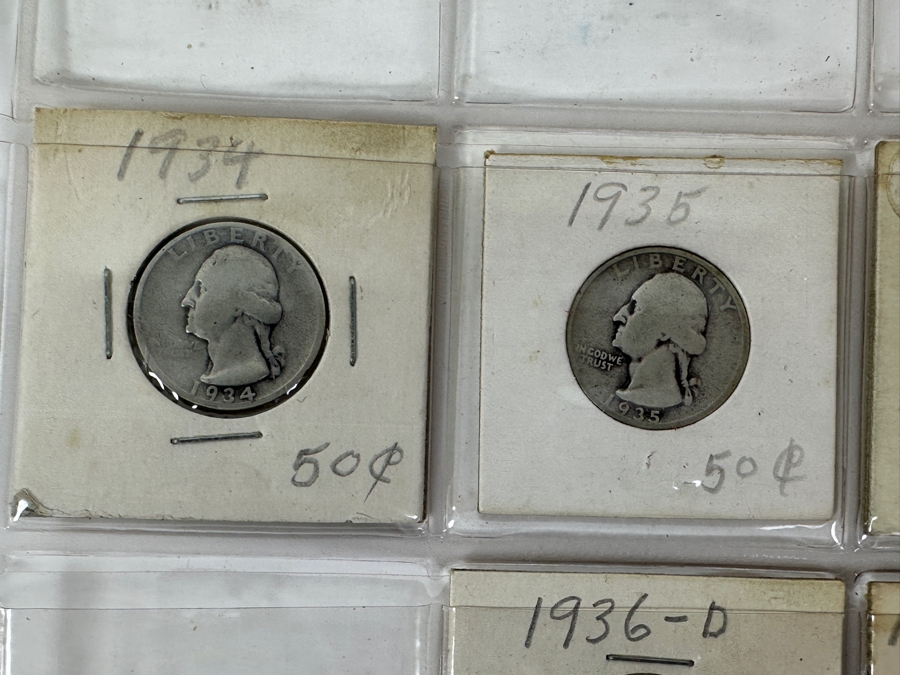 1934
LIBERTY
1934
50¢
1935
LIBERTY
IN GOD WE
TRUST
1935
50¢
1936-D